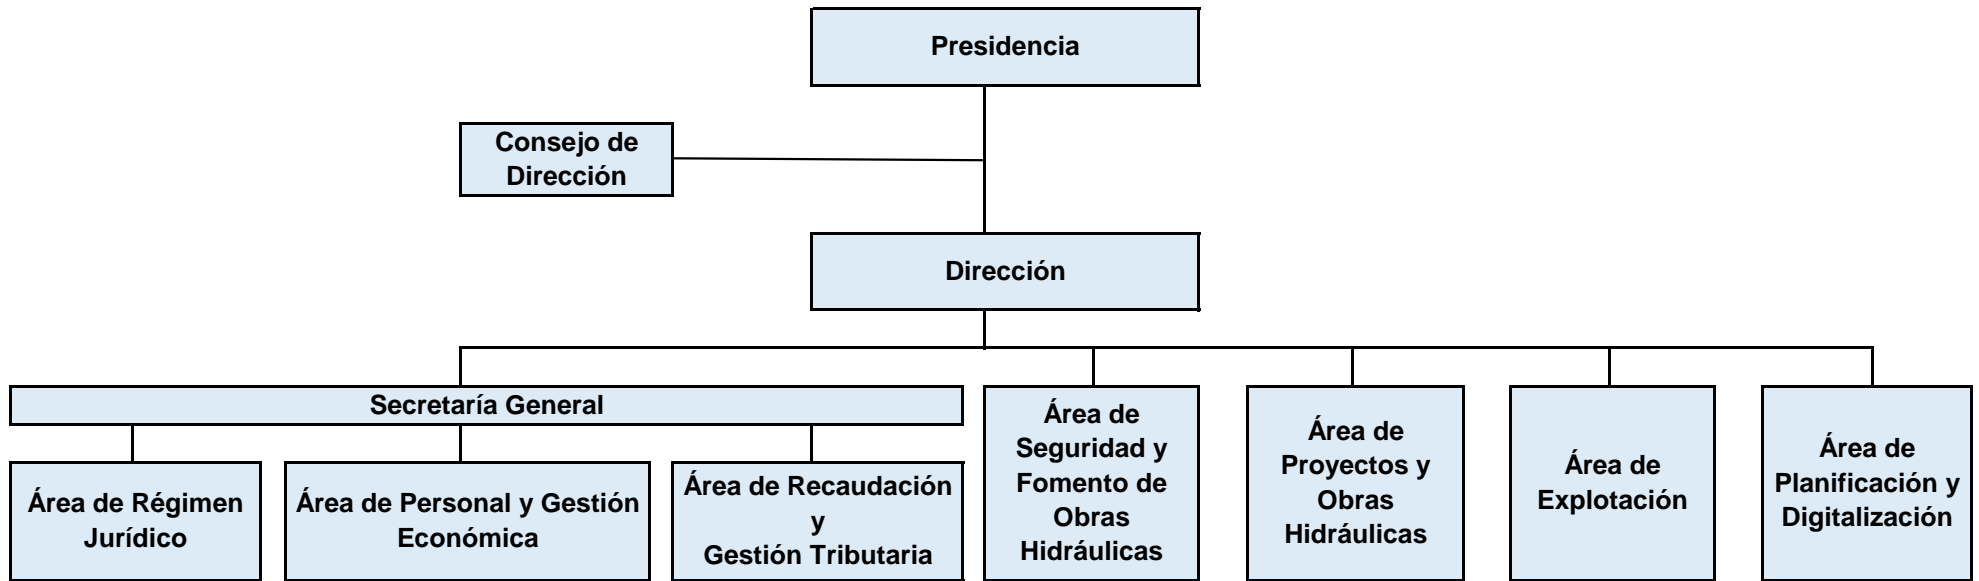 Presidencia
Consejo de
Dirección
Dirección
Secretaría General
Área de Régimen
Jurídico
Área de Personal y Gestión
Económica
Área de Recaudación
y
Gestión Tributaria
Área de
Seguridad y
Fomento de
Obras
Hidráulicas
Área de
Proyectos y
Obras
Hidráulicas
Área de
Explotación
Área de
Planificación y
Digitalización